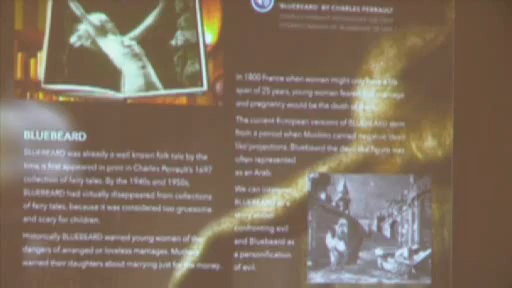 'BLUEBEARD' BY CHARLES PERRAULT
BLUEBEARD
BLUEBEARD was already a well known folk tale by the
time it first appeared in print in Charles Perrault's 1697
collection of fairy tales. By the 1940s and 1950s,
BLUEBEARD had virtually disappeared from collections
of fairy tales, because it was considered too gruesome
and scary for children.
Historically BLUEBEARD warned young women of the
dangers of arranged or loveless marriages. Mothers
warned their daughters about marrying just for the money.
In 1800 France when women might only have a life
span of 25 years, young women feared that marriage
and pregnancy would be the death of them.
The current European versions of BLUEBEARD stem
from a period when Muslims carried negative devil
like projections. Bluebeard the devil like figure was
often represented
as an Arab.
We can
BLUEBEARD
confronting evil
and Bluebeard as
a personification
of evil.